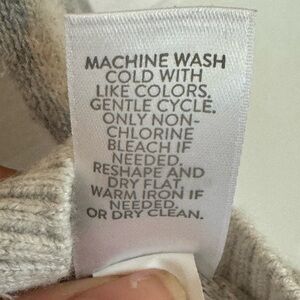 MACHINE WASH
COLD WITH
LIKE COLORS.
GENTLE CYCLE.
ONLY NON-
CHLORINE
BLEACH IF
NEEDED.
RESHAPE AND
DRY FLAT.
WARM IRON IF
NEEDED.
OR DRY CLEAN.